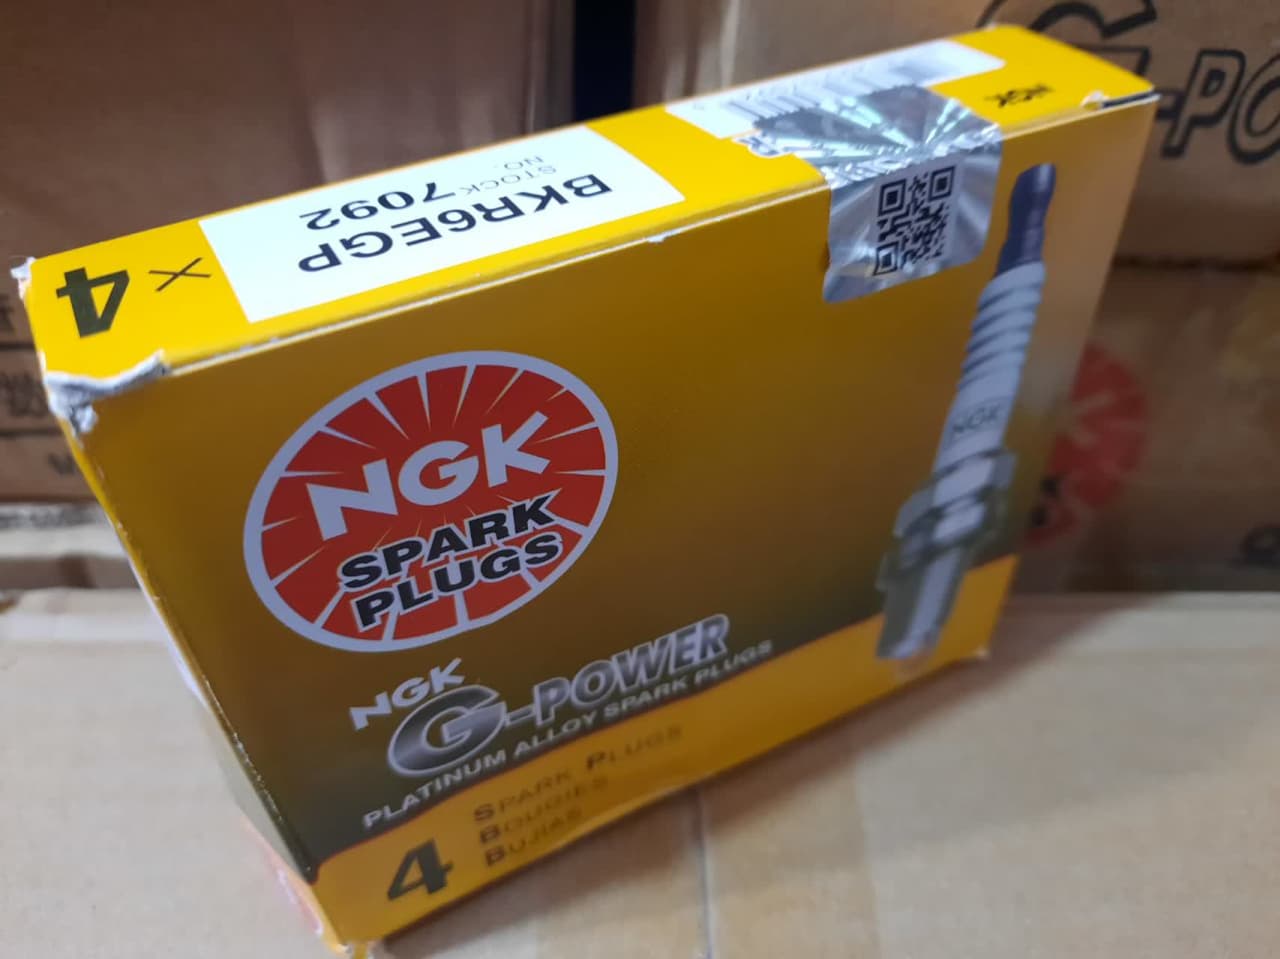 BKR6EGP
STOCK NO. 7092
× 4
NGK
NGK
SPARK
PLUGS
NGK
NGK
G-POWER
PLATINUM ALLOY SPARK PLUGS
4
SPARK PLUGS
BOUGIES
BUJIAS